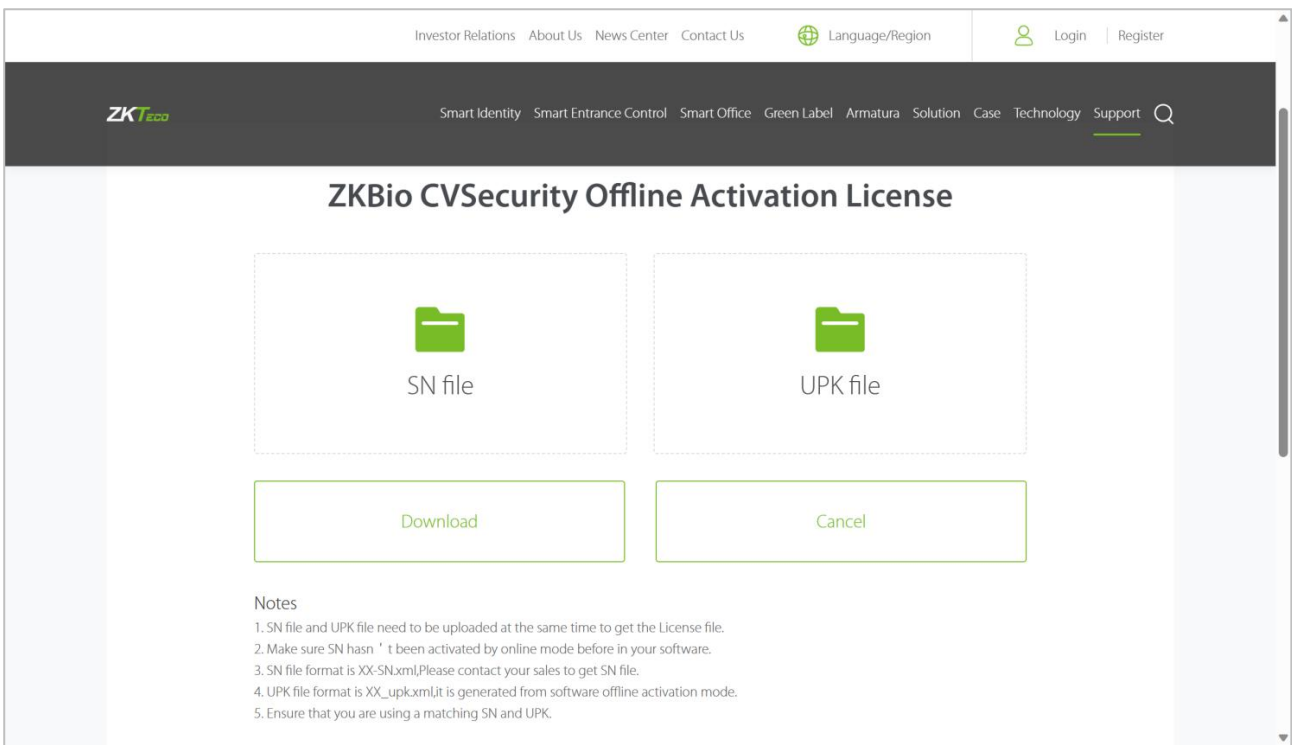 Investor Relations About Us News Center Contact Us Language/Region Login Register
ZKTECO Smart Identity Smart Entrance Control Smart Office Green Label Armatura Solution Case Technology Support
ZKBio CVSecurity Offline Activation License
SN file UPK file
Download Cancel
Notes
1. SN file and UPK file need to be uploaded at the same time to get the License file.
2. Make sure SN hasn ' t been activated by online mode before in your software.
3. SN file format is XX-SN.xml,Please contact your sales to get SN file.
4. UPK file format is XX_upk.xml,it is generated from software offline activation mode.
5. Ensure that you are using a matching SN and UPK.